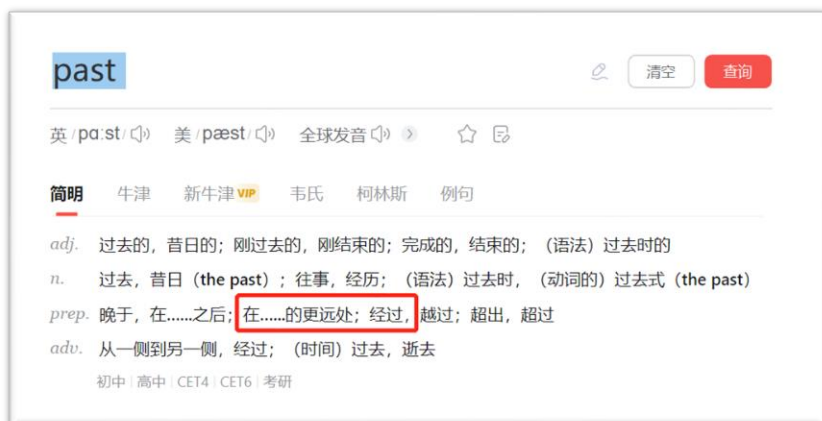 past 清空 查询
英 /pɑːst/ 美 /pæst/ 全球发音
简明 牛津 新牛津 VIP 韦氏 柯林斯 例句
adj. 过去的，昔日的；刚过去的，刚结束的；完成的，结束的；（语法）过去时的
n. 过去，昔日（the past）；往事，经历；（语法）过去时，（动词的）过去式（the past）
prep. 晚于，在……之后；在……的更远处；经过，越过；超出，超过
adv. 从一侧到另一侧，经过；（时间）过去，逝去
初中 | 高中 | CET4 | CET6 | 考研